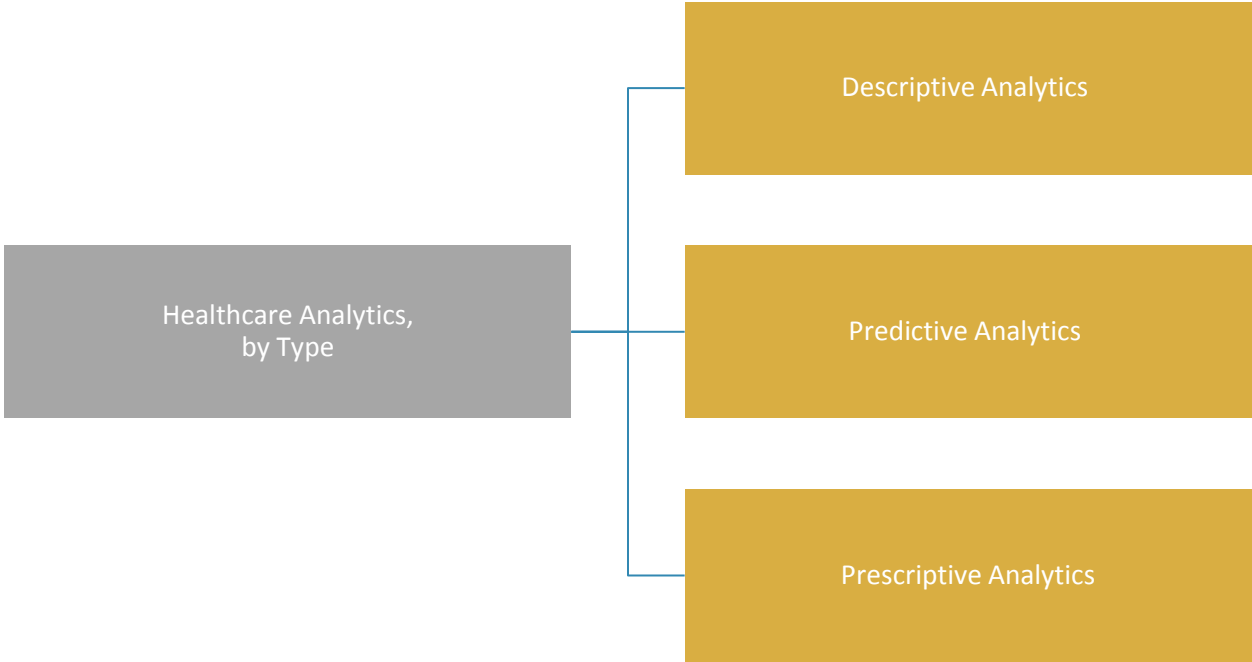 Descriptive Analytics
Healthcare Analytics,
by Type
Predictive Analytics
Prescriptive Analytics